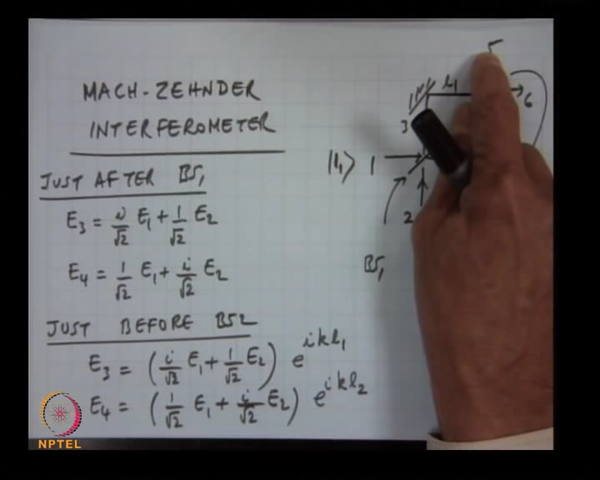 MACH-ZEHNDER
INTERFEROMETER
JUST AFTER BS₁
E₃ = i/√2 E₁ + 1/√2 E₂
E₄ = 1/√2 E₁ + i/√2 E₂
JUST BEFORE BS2
E₃ = (i/√2 E₁ + 1/√2 E₂) e^{ikl₁}
E₄ = (1/√2 E₁ + i/√2 E₂) e^{ikl₂}
5
l₁
6
3
|1₁⟩ 1
2
BS₁
NPTEL